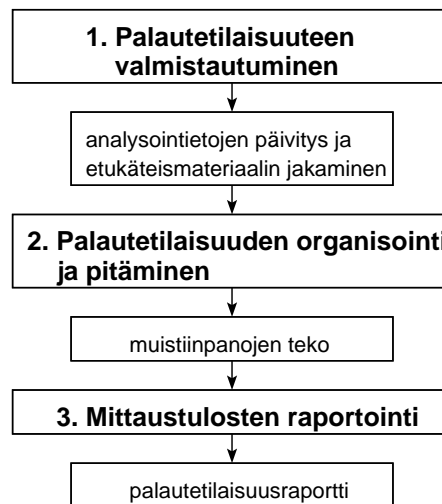 1. Palautetilaisuuteen
valmistautuminen
analysointietojen päivitys ja
etukäteismateriaalin jakaminen
2. Palautetilaisuuden organisointi
ja pitäminen
muistiinpanojen teko
3. Mittaustulosten raportointi
palautetilaisuusraportti